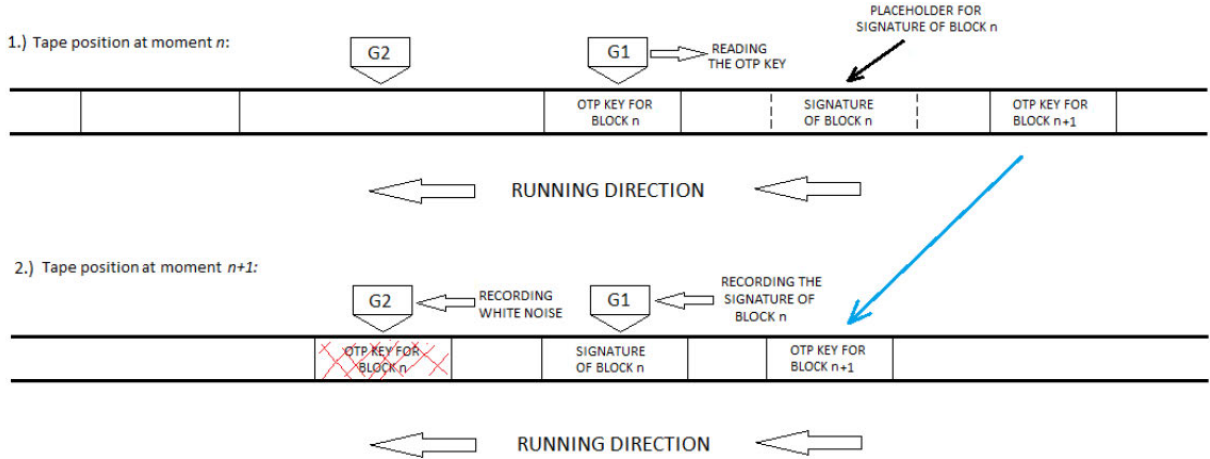 PLACEHOLDER FOR
SIGNATURE OF BLOCK n
1.) Tape position at moment n:
G2
G1
READING
THE OTP KEY
OTP KEY FOR
BLOCK n
SIGNATURE
OF BLOCK n
OTP KEY FOR
BLOCK n+1
RUNNING DIRECTION
2.) Tape position at moment n+1:
G2
RECORDING
WHITE NOISE
G1
RECORDING THE
SIGNATURE OF
BLOCK n
OTP KEY FOR
BLOCK n
SIGNATURE
OF BLOCK n
OTP KEY FOR
BLOCK n+1
RUNNING DIRECTION